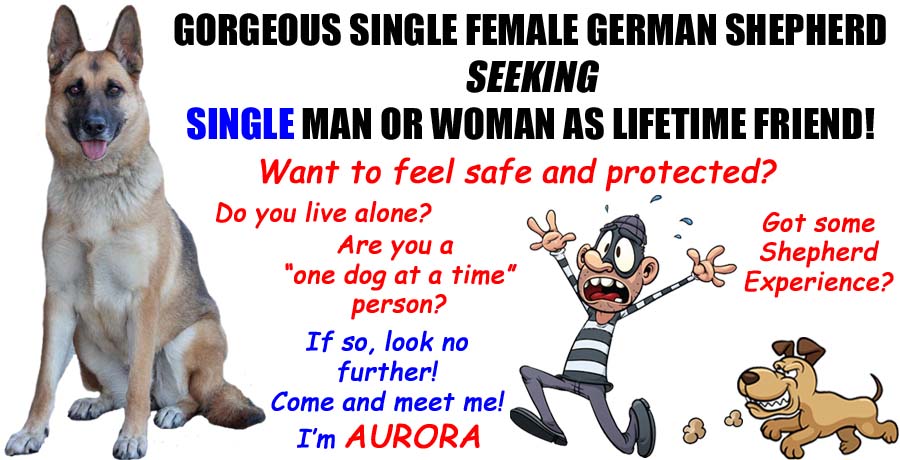 GORGEOUS SINGLE FEMALE GERMAN SHEPHERD
SEEKING
SINGLE MAN OR WOMAN AS LIFETIME FRIEND!
Want to feel safe and protected?
Do you live alone?
Are you a
“one dog at a time”
person?
If so, look no
further!
Come and meet me!
I’m AURORA
Got some
Shepherd
Experience?